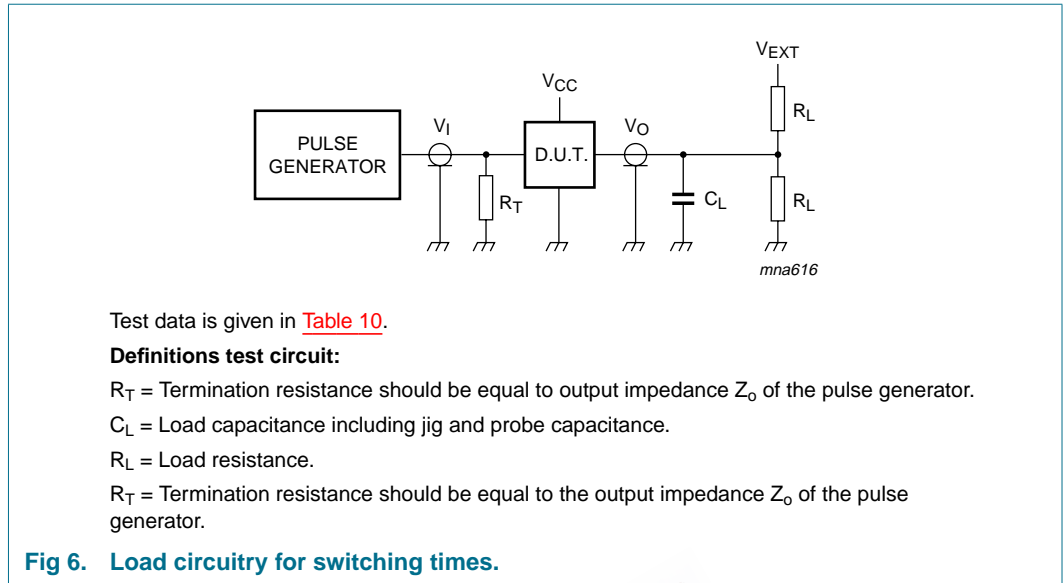 VEXT
VCC
RL
VI
VO
PULSE
GENERATOR
D.U.T.
RT
CL
RL
mna616
Test data is given in Table 10.
Definitions test circuit:
RT = Termination resistance should be equal to output impedance Zo of the pulse generator.
CL = Load capacitance including jig and probe capacitance.
RL = Load resistance.
RT = Termination resistance should be equal to the output impedance Zo of the pulse
generator.
Fig 6. Load circuitry for switching times.